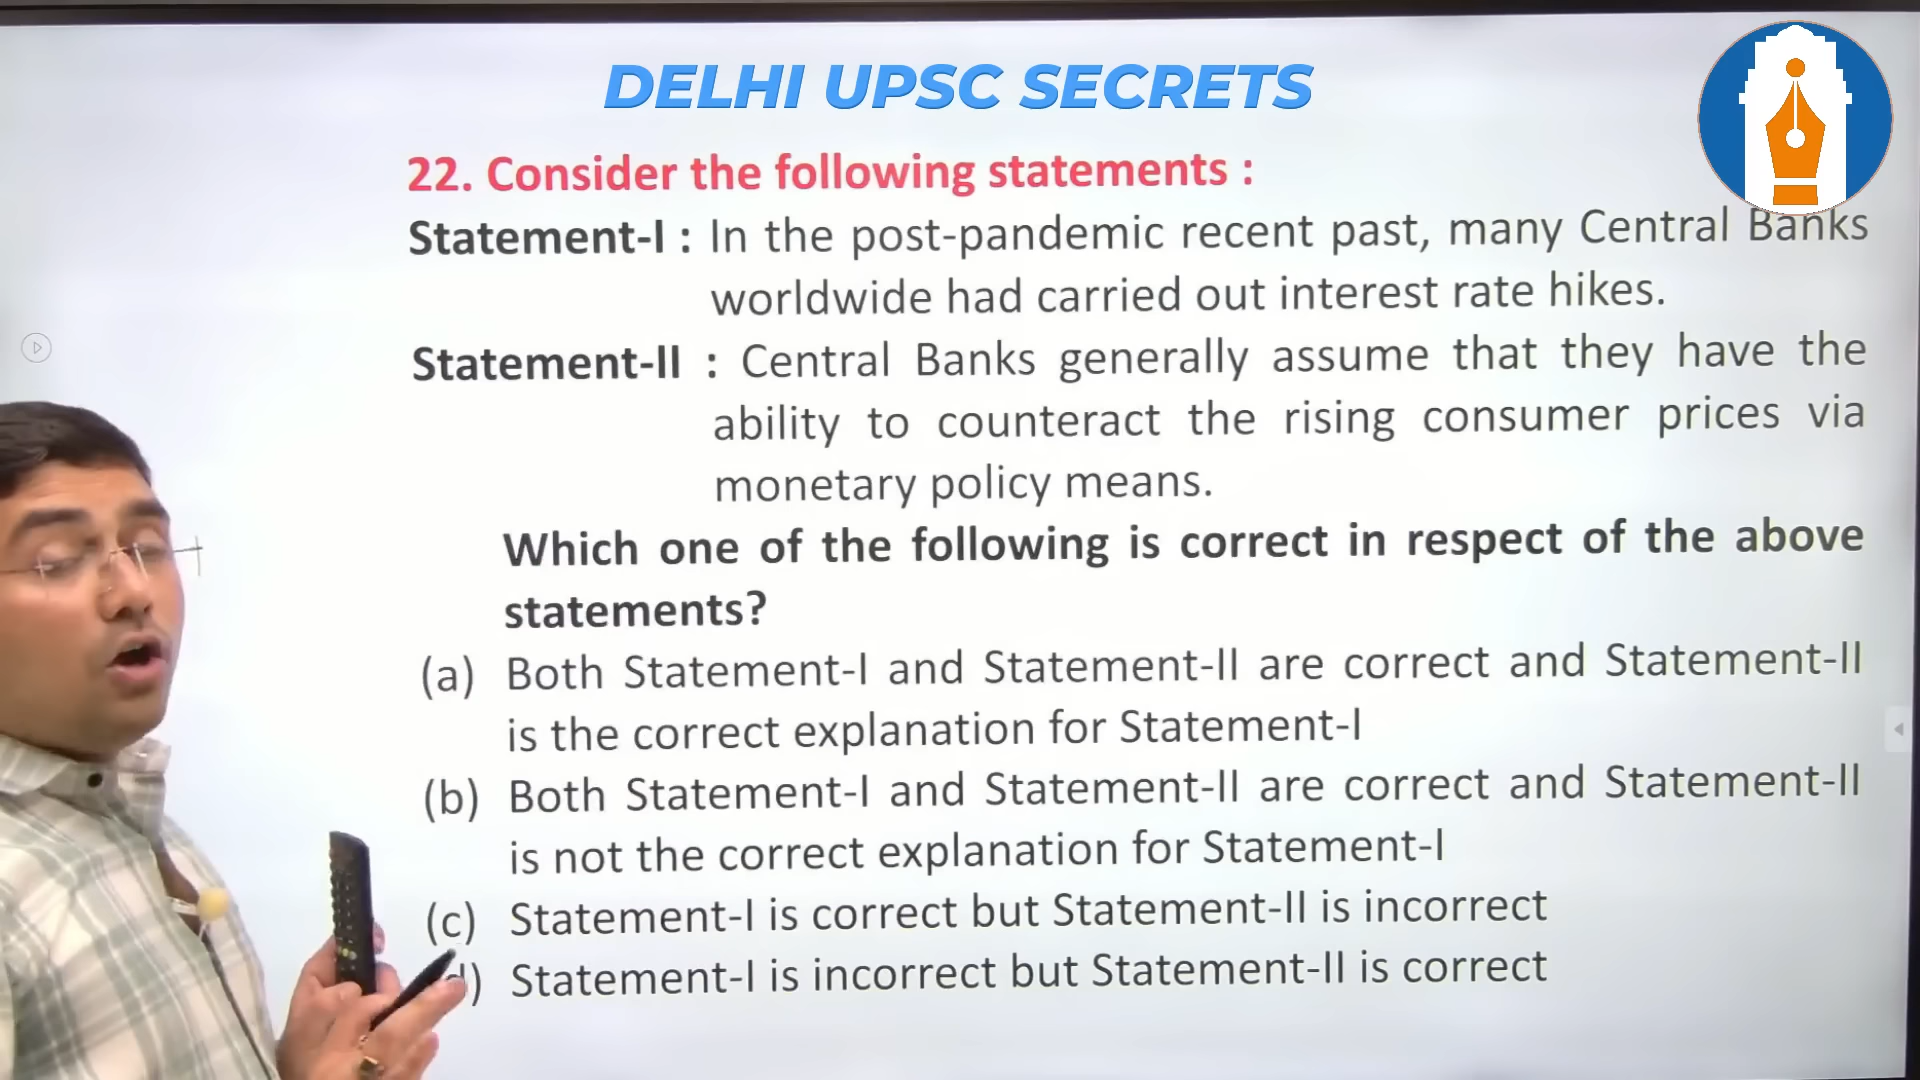 DELHI UPSC SECRETS
22. Consider the following statements :
Statement-I : In the post-pandemic recent past, many Central Banks
worldwide had carried out interest rate hikes.
Statement-II : Central Banks generally assume that they have the
ability to counteract the rising consumer prices via
monetary policy means.
Which one of the following is correct in respect of the above
statements?
(a) Both Statement-I and Statement-II are correct and Statement-II
is the correct explanation for Statement-I
(b) Both Statement-I and Statement-II are correct and Statement-II
is not the correct explanation for Statement-I
(c) Statement-I is correct but Statement-II is incorrect
d) Statement-I is incorrect but Statement-II is correct